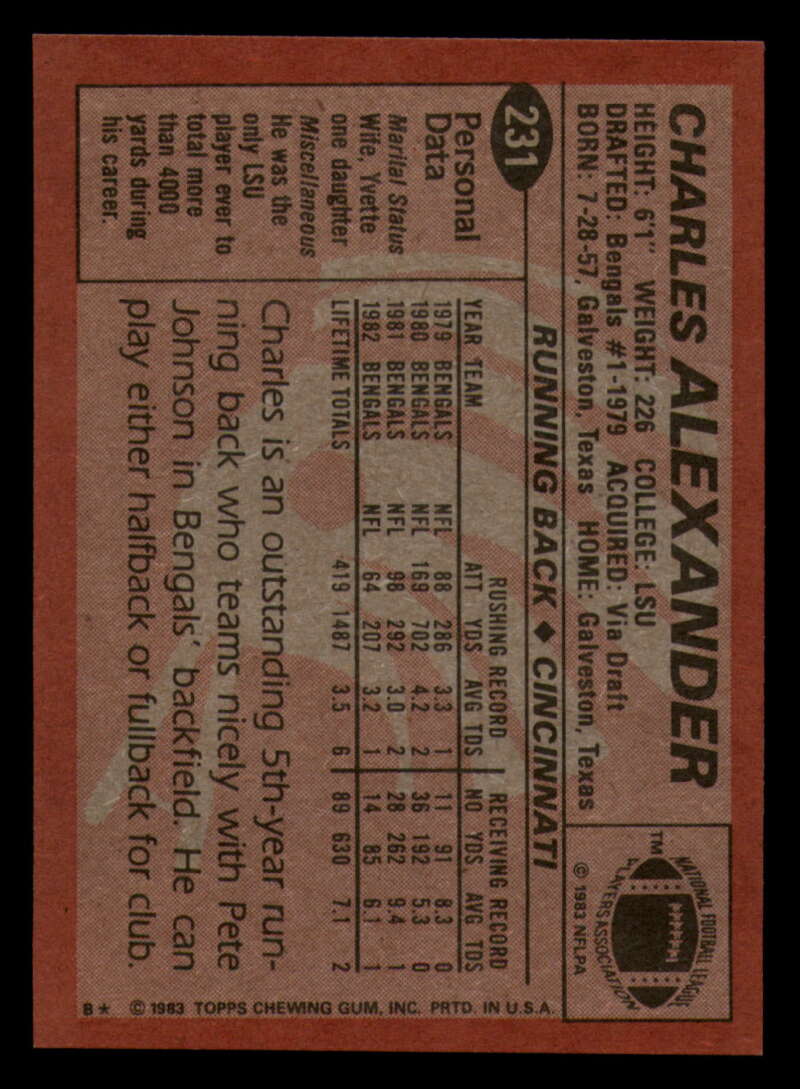 CHARLES ALEXANDER
HEIGHT: 6'1" WEIGHT: 226 COLLEGE: LSU
DRAFTED: Bengals #1-1979 ACQUIRED: Via Draft
BORN: 7-28-57, Galveston, Texas HOME: Galveston, Texas
NATIONAL FOOTBALL LEAGUE
PLAYERS ASSOCIATION
TM
© 1983 NFLPA
231
RUNNING BACK ◆ CINCINNATI
Personal
Data
Marital Status
Wife, Yvette
one daughter
Miscellaneous
He was the
only LSU
player ever to
total more
than 4000
yards during
his career.
RUSHING RECORD RECEIVING RECORD
YEAR TEAM ATT YDS AVG TDS NO YDS AVG TDS
1979 BENGALS NFL 88 286 3.3 1 11 91 8.3 0
1980 BENGALS NFL 169 702 4.2 2 36 192 5.3 0
1981 BENGALS NFL 98 292 3.0 2 28 262 9.4 1
1982 BENGALS NFL 64 207 3.2 1 14 85 6.1 1
LIFETIME TOTALS 419 1487 3.5 6 89 630 7.1 2
Charles is an outstanding 5th-year run-
ning back who teams nicely with Pete
Johnson in Bengals' backfield. He can
play either halfback or fullback for club.
B* © 1983 TOPPS CHEWING GUM, INC. PRTD. IN U.S.A.